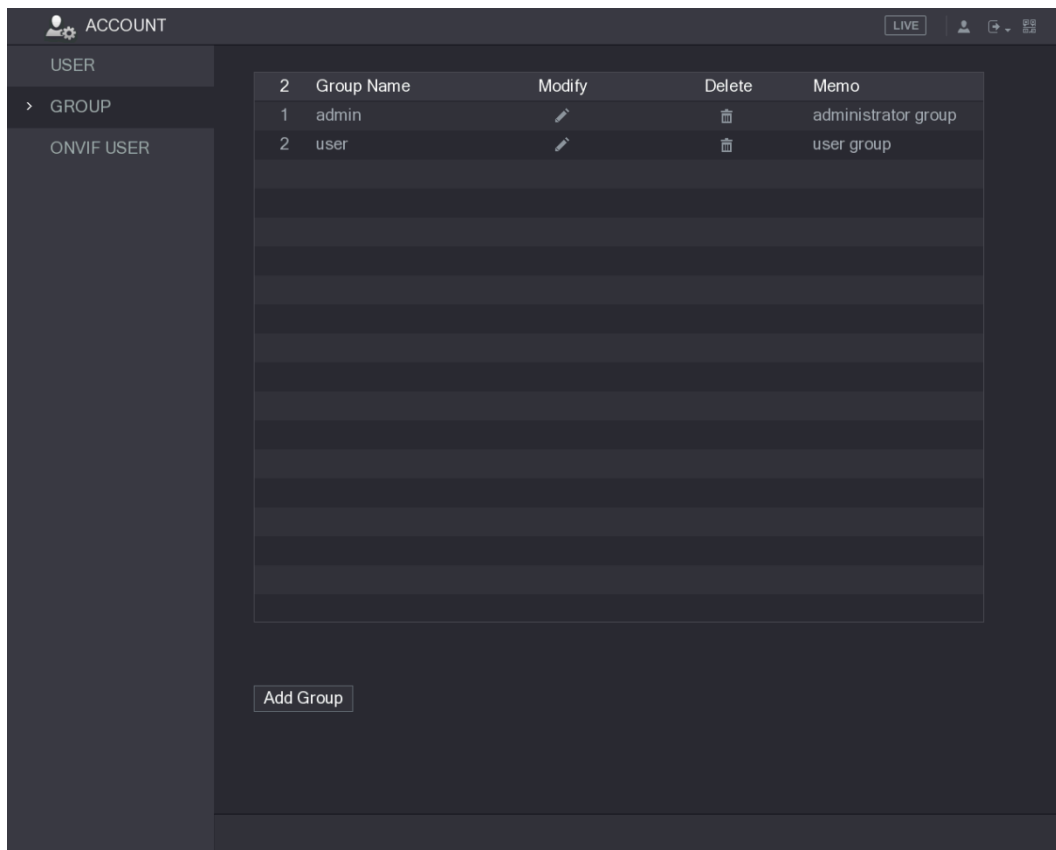 ACCOUNT LIVE
USER
GROUP
ONVIF USER
2 Group Name Modify Delete Memo
1 admin administrator group
2 user user group
Add Group